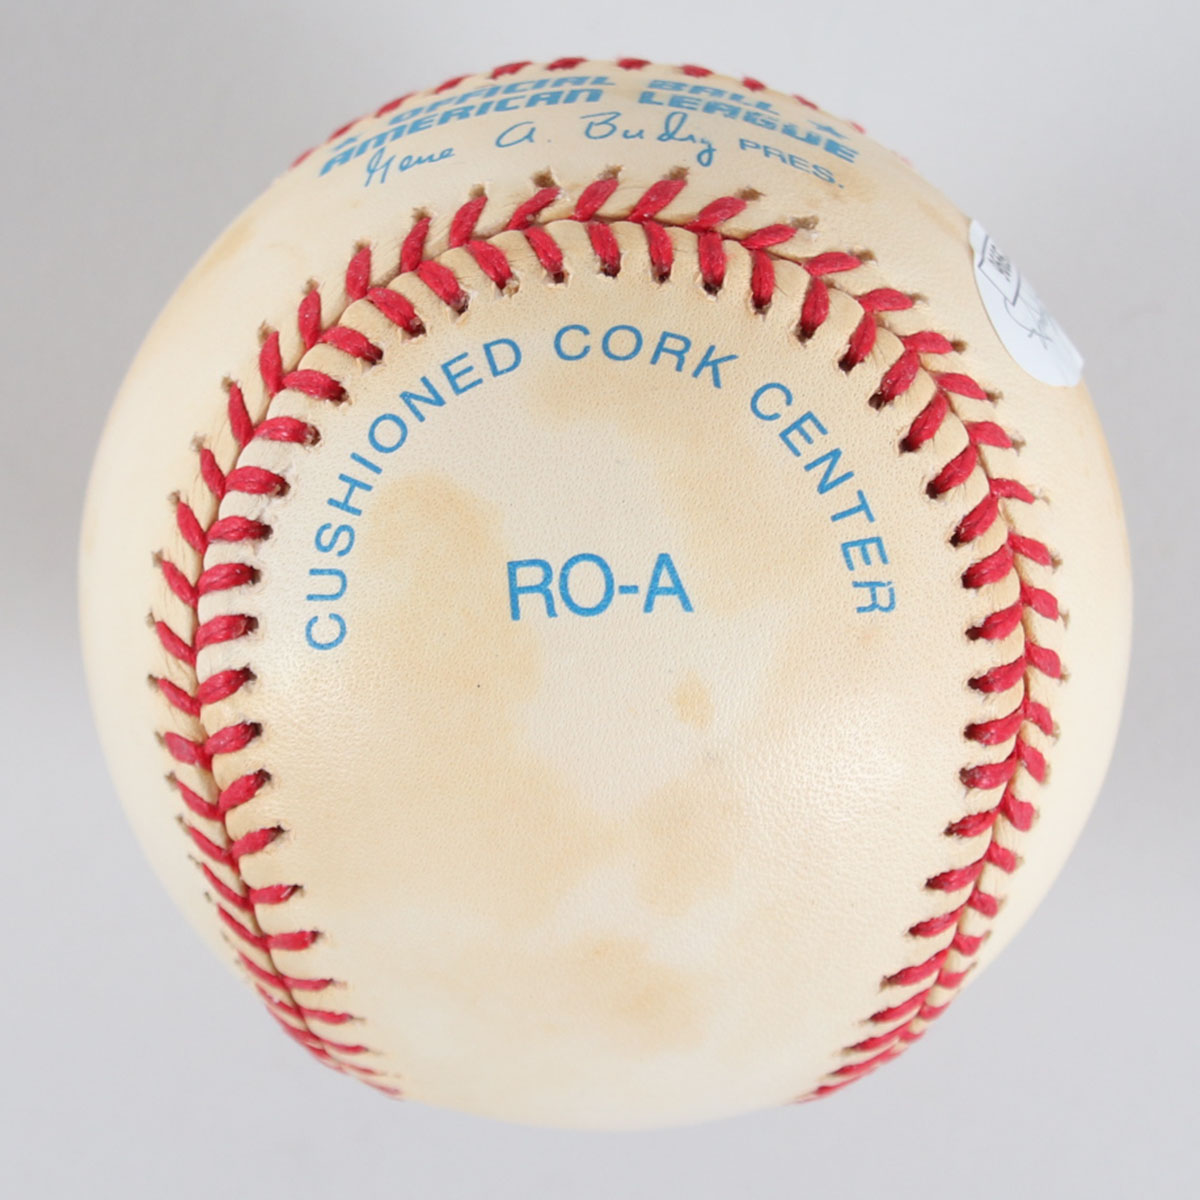 ★ OFFICIAL BALL ★
AMERICAN LEAGUE
Gene A. Budig PRES.
CUSHIONED CORK CENTER
RO-A